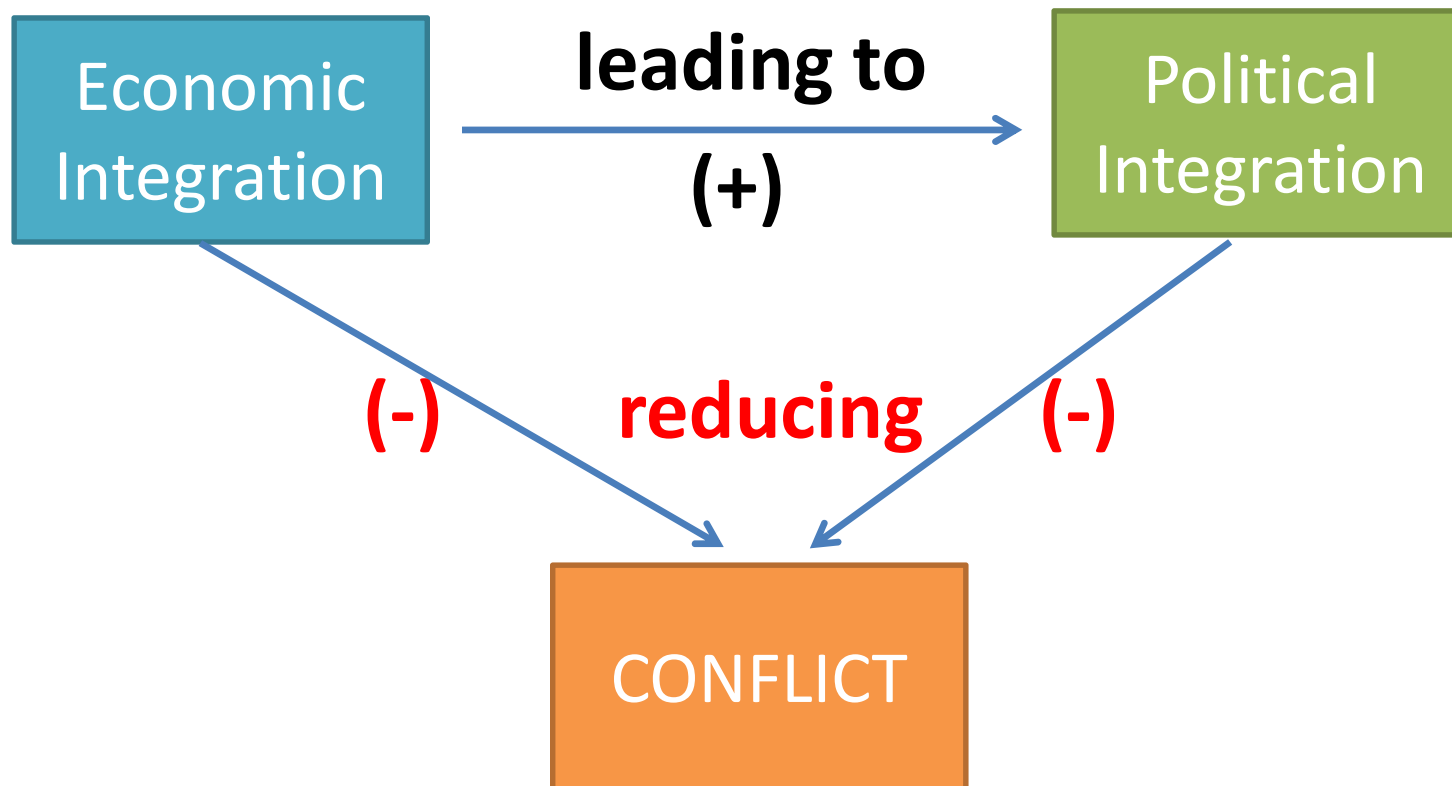 Economic
Integration
leading to
(+)
Political
Integration
(-)
reducing
(-)
CONFLICT